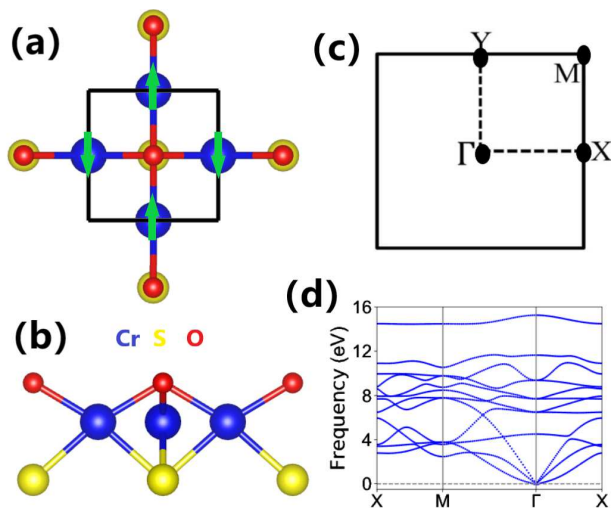 (a)
(b)
Cr S O
(c)
Y
M
Γ
X
(d)
Frequency (eV)
16
12
8
4
0
X M Γ X